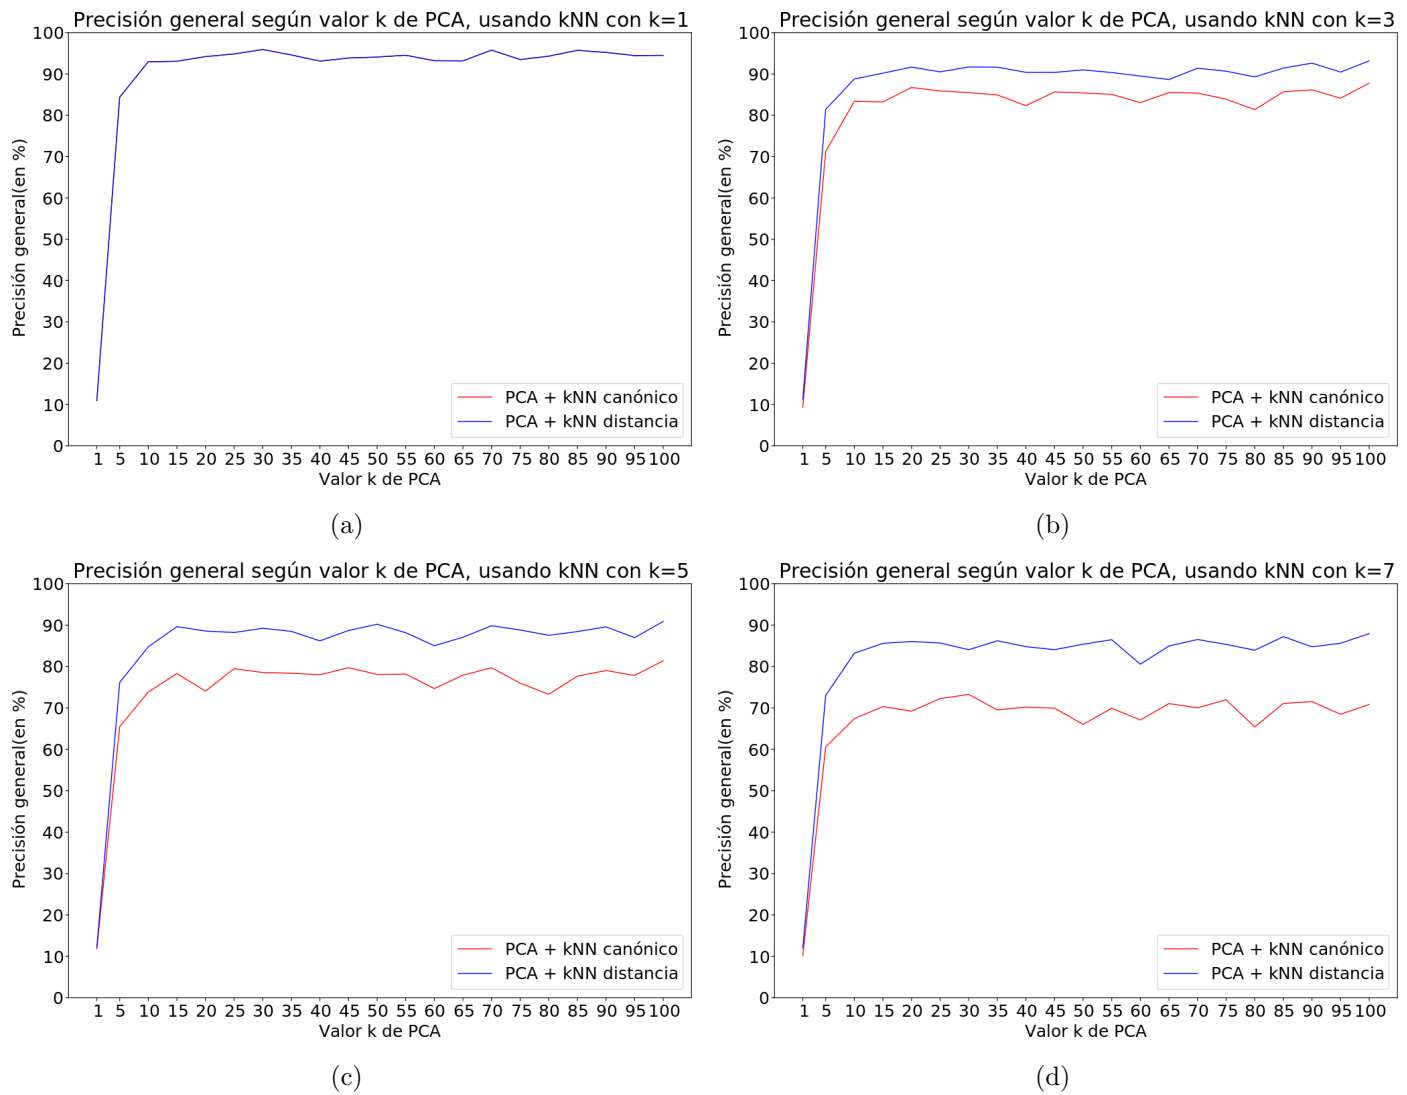 Precisión general según valor k de PCA, usando kNN con k=1
Precisión general(en %)
100
90
80
70
60
50
40
30
20
10
0
PCA + kNN canónico
PCA + kNN distancia
1 5 10 15 20 25 30 35 40 45 50 55 60 65 70 75 80 85 90 95 100
Valor k de PCA
(a)
Precisión general según valor k de PCA, usando kNN con k=3
Precisión general(en %)
100
90
80
70
60
50
40
30
20
10
0
PCA + kNN canónico
PCA + kNN distancia
1 5 10 15 20 25 30 35 40 45 50 55 60 65 70 75 80 85 90 95 100
Valor k de PCA
(b)
Precisión general según valor k de PCA, usando kNN con k=5
Precisión general(en %)
100
90
80
70
60
50
40
30
20
10
0
PCA + kNN canónico
PCA + kNN distancia
1 5 10 15 20 25 30 35 40 45 50 55 60 65 70 75 80 85 90 95 100
Valor k de PCA
(c)
Precisión general según valor k de PCA, usando kNN con k=7
Precisión general(en %)
100
90
80
70
60
50
40
30
20
10
0
PCA + kNN canónico
PCA + kNN distancia
1 5 10 15 20 25 30 35 40 45 50 55 60 65 70 75 80 85 90 95 100
Valor k de PCA
(d)